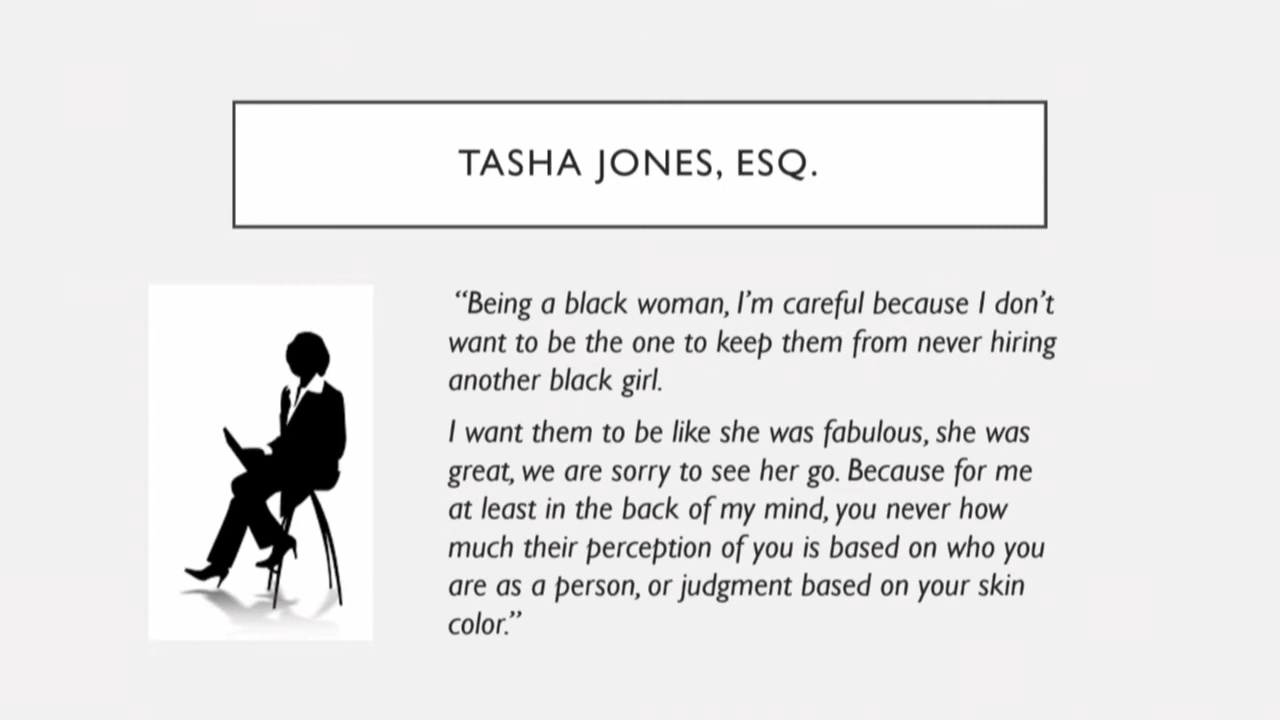 TASHA JONES, ESQ.
“Being a black woman, I’m careful because I don’t
want to be the one to keep them from never hiring
another black girl.
I want them to be like she was fabulous, she was
great, we are sorry to see her go. Because for me
at least in the back of my mind, you never how
much their perception of you is based on who you
are as a person, or judgment based on your skin
color.”